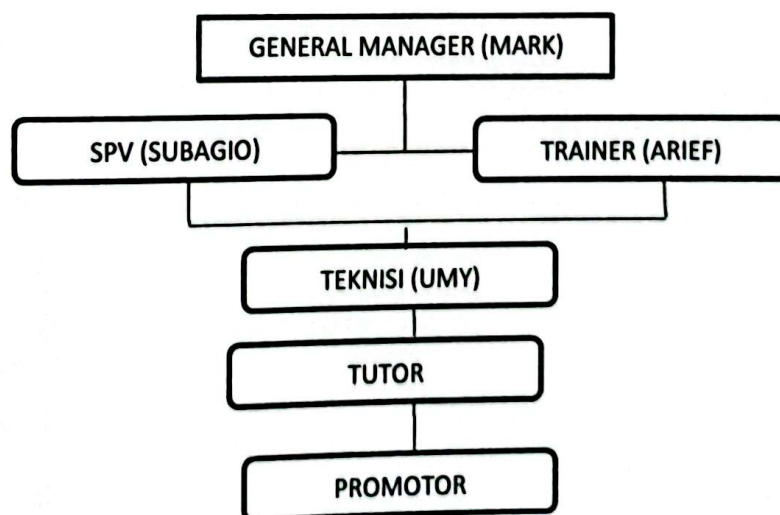 GENERAL MANAGER (MARK)
SPV (SUBAGIO)
TRAINER (ARIEF)
TEKNISI (UMY)
TUTOR
PROMOTOR